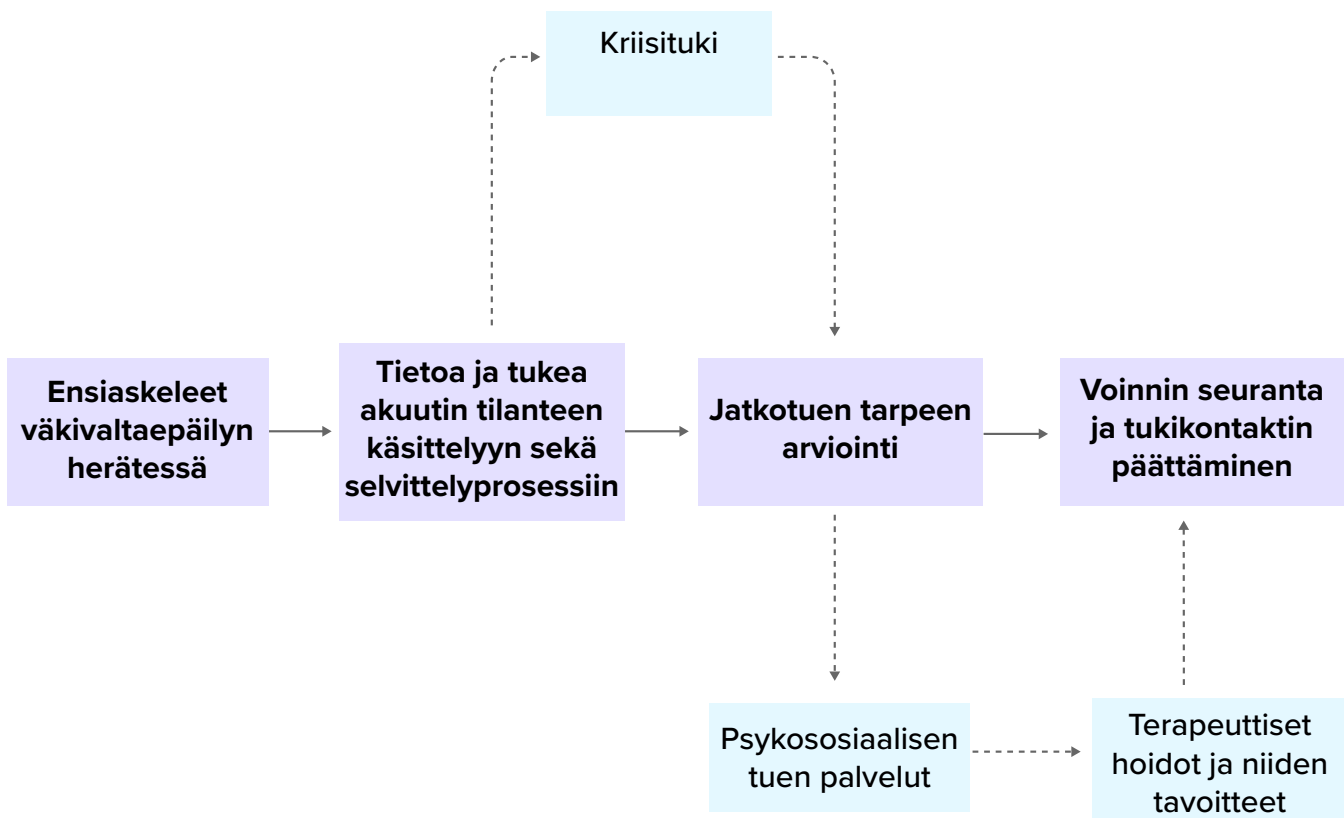 Kriisituki
Ensiaskeleet
väkivaltaepäilyn
herätessä
Tietoa ja tukea
akuutin tilanteen
käsittelyyn sekä
selvittelyprosessiin
Jatkotuen tarpeen
arviointi
Voinnin seuranta
ja tukikontaktin
päättäminen
Psykososiaalisen
tuen palvelut
Terapeuttiset
hoidot ja niiden
tavoitteet